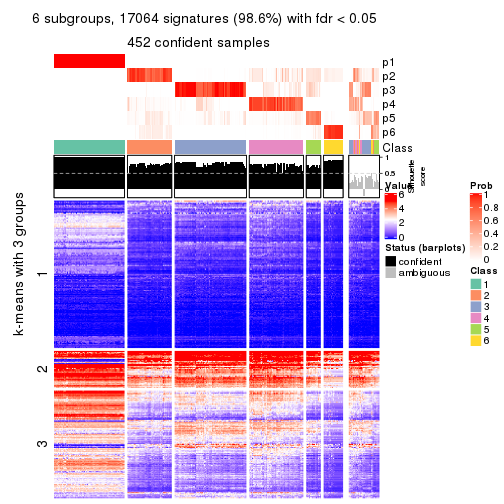 6 subgroups, 17064 signatures (98.6%) with fdr < 0.05
452 confident samples
p1
p2
p3
p4
p5
p6
Class
1
0.5
0
Silhouette
score
k-means with 3 groups
1
2
3
Value
6
4
2
0
Status (barplots)
confident
ambiguous
Prob
1
0.8
0.6
0.4
0.2
0
Class
1
2
3
4
5
6